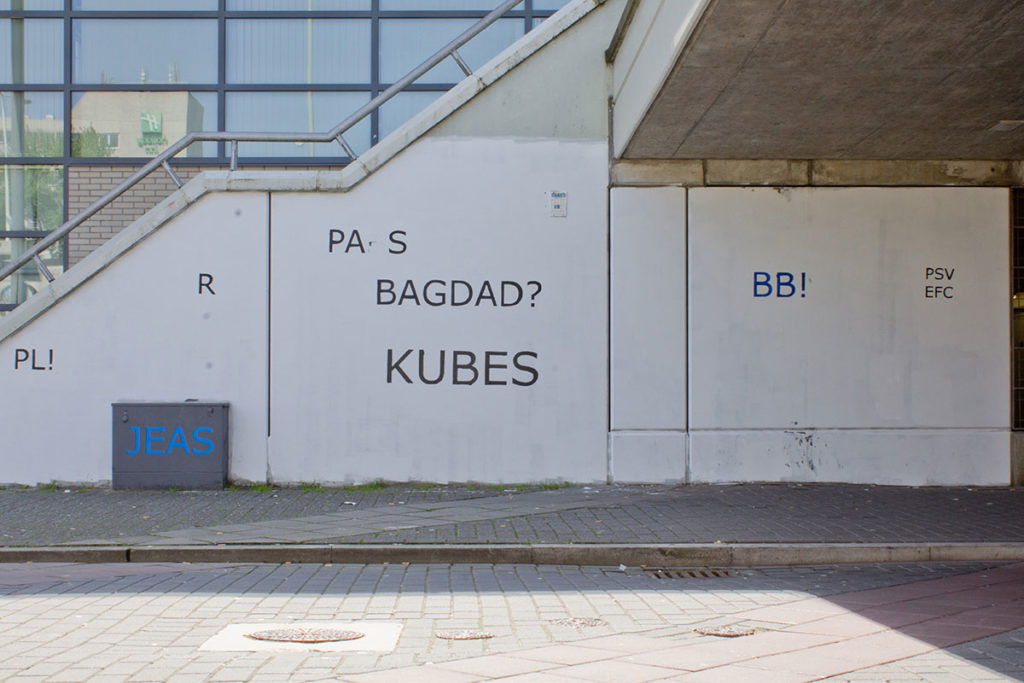 PL!
R
PA- S
BAGDAD?
KUBES
JEAS
BB!
PSV
EFC